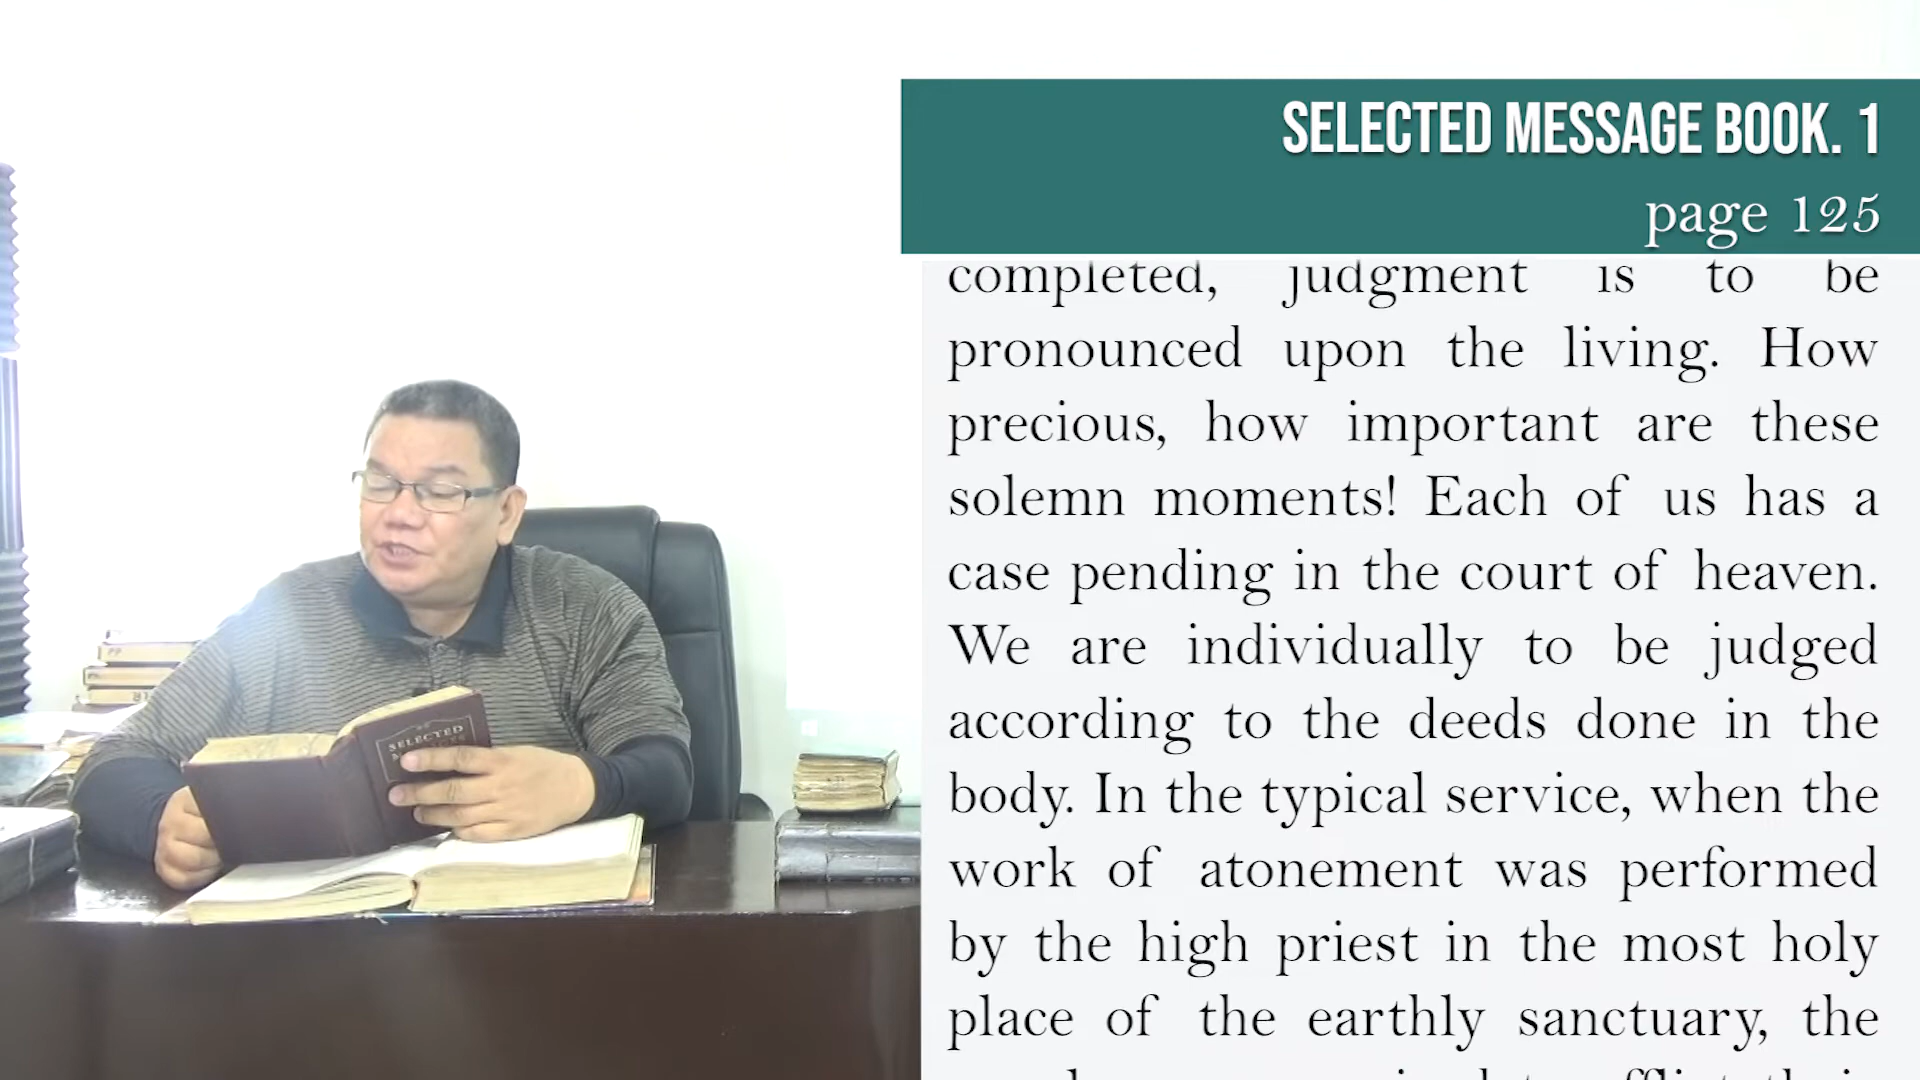 SELECTED MESSAGE BOOK. 1
page 125
completed, judgment is to be
pronounced upon the living. How
precious, how important are these
solemn moments! Each of us has a
case pending in the court of heaven.
We are individually to be judged
according to the deeds done in the
body. In the typical service, when the
work of atonement was performed
by the high priest in the most holy
place of the earthly sanctuary, the
SELECTED